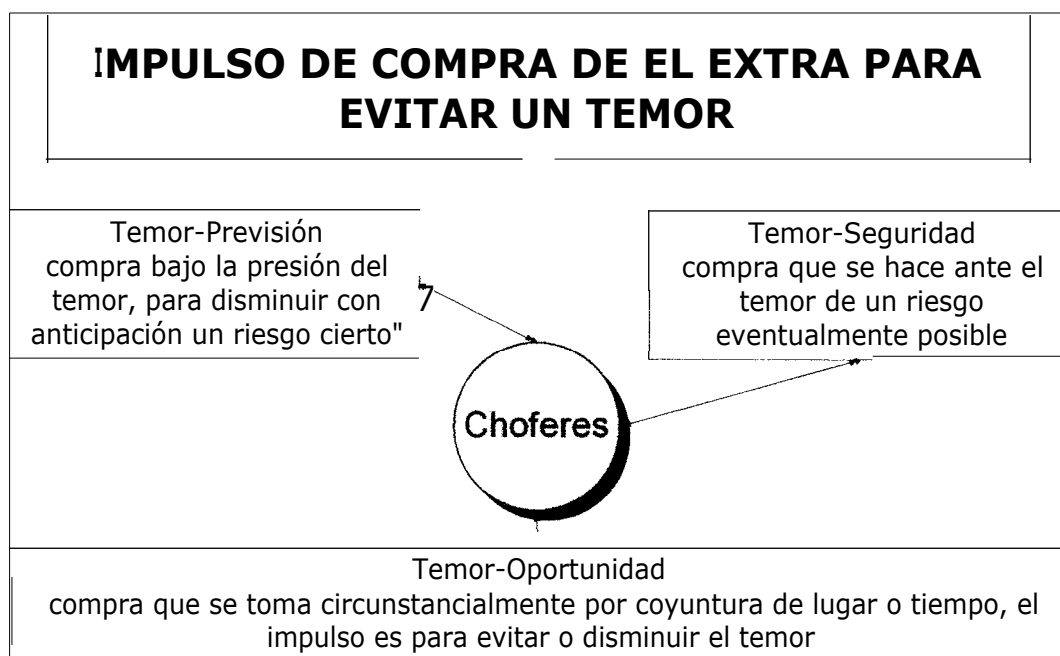 IMPULSO DE COMPRA DE EL EXTRA PARA
EVITAR UN TEMOR
Temor-Previsión
compra bajo la presión del
temor, para disminuir con
anticipación un riesgo cierto"
7
Temor-Seguridad
compra que se hace ante el
temor de un riesgo
eventualmente posible
Choferes
Temor-Oportunidad
compra que se toma circunstancialmente por coyuntura de lugar o tiempo, el
impulso es para evitar o disminuir el temor